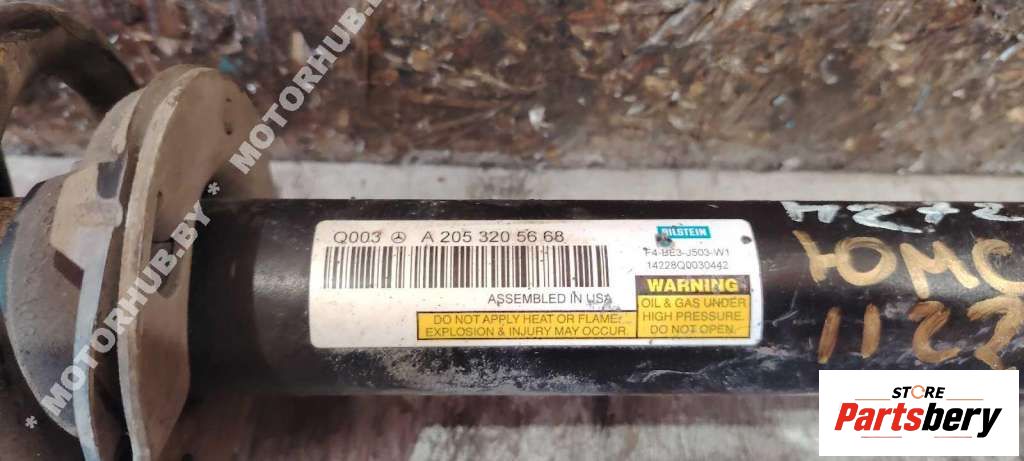 * MOTORHUB.BY * MOTORHUB.BY
Q003 A 205 320 56 68
BILSTEIN
F4-BE3-J503-W1
14228Q0030442
ASSEMBLED IN USA
WARNING
OIL & GAS UNDER
HIGH PRESSURE.
DO NOT OPEN.
DO NOT APPLY HEAT OR FLAME.
EXPLOSION & INJURY MAY OCCUR.
ЮМС
1122
STORE
Partsbery